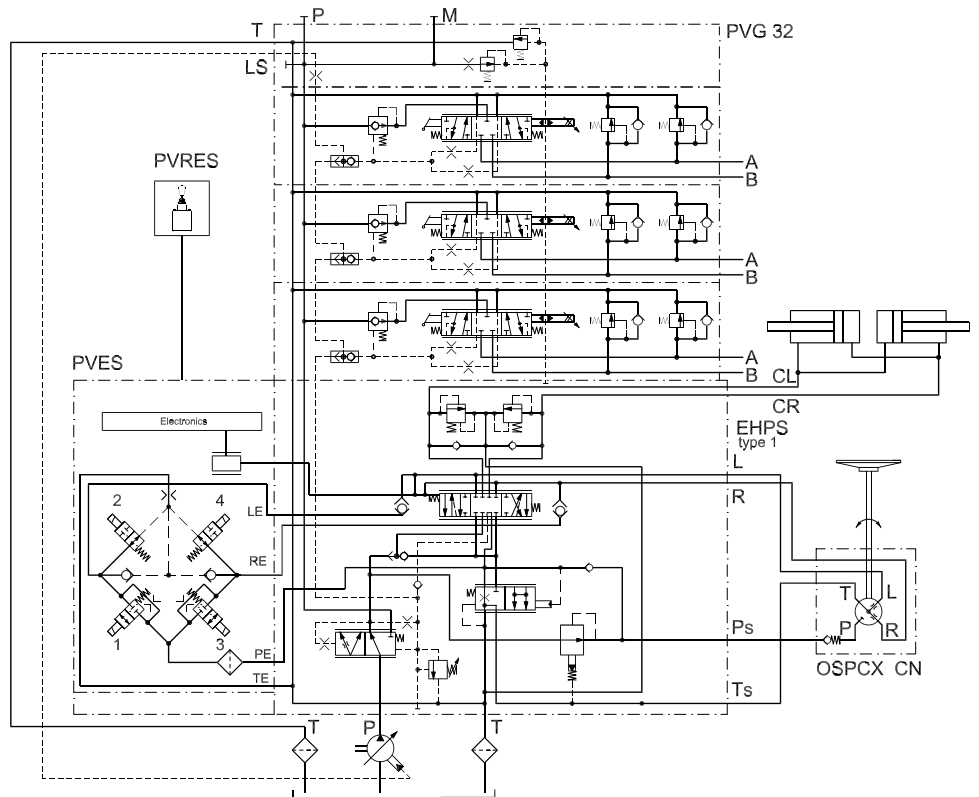 T P M
PVG 32
LS
A
B
PVRES
A
B
A
B
PVES
CL
CR
Electronics
EHPS
type 1
L
R
2 4
LE
RE
T L
P R
1 3
PE
TE
Ps
OSPCX CN
Ts
T P T